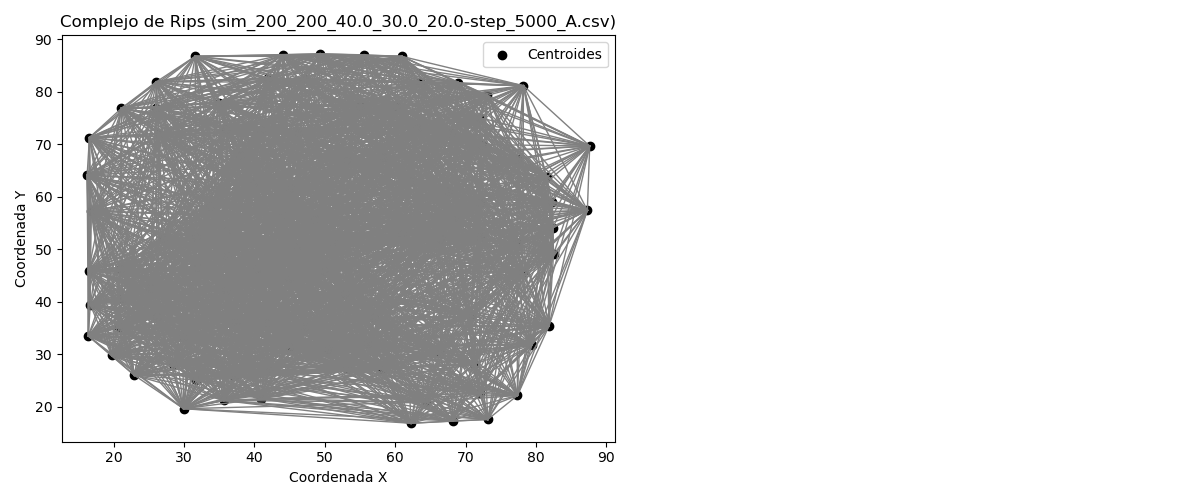 Complejo de Rips (sim_200_200_40.0_30.0_20.0-step_5000_A.csv)
Centroides
90
80
70
60
50
40
30
20
Coordenada Y
20 30 40 50 60 70 80 90
Coordenada X